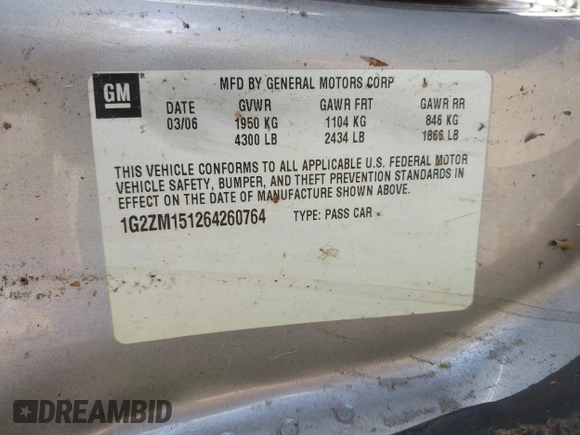 GM
MFD BY GENERAL MOTORS CORP
DATE GVWR GAWR FRT GAWR RR
03/06 1950 KG 1104 KG 846 KG
4300 LB 2434 LB 1866 LB
THIS VEHICLE CONFORMS TO ALL APPLICABLE U.S. FEDERAL MOTOR
VEHICLE SAFETY, BUMPER, AND THEFT PREVENTION STANDARDS IN
EFFECT ON THE DATE OF MANUFACTURE SHOWN ABOVE.
1G2ZM151264260764 TYPE: PASS CAR
DREAMBID